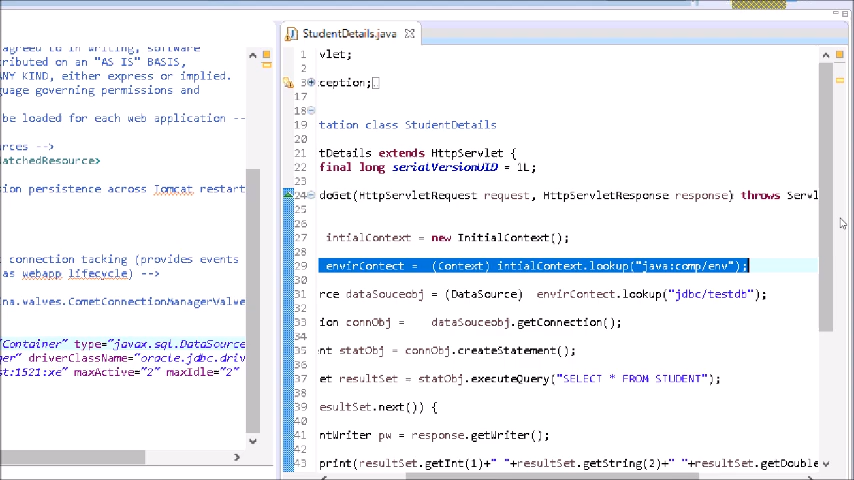 agreed to in writing, software
tributed on an "AS IS" BASIS,
ANY KIND, either express or implied.
guage governing permissions and
be loaded for each web application --
rces -->
atchedResource>
ion persistence across Tomcat restart
t connection tacking (provides events
as webapp lifecycle) -->
na.valves.CometConnectionManagerValve
"Container" type="javax.sql.DataSource
ger" driverClassName="oracle.jdbc.driv
st:1521:xe" maxActive="2" maxIdle="2"
StudentDetails.java
1 vlet;
2
3 ception;
17
18
19 tation class StudentDetails
20
21 tDetails extends HttpServlet {
22 final long serialVersionUID = 1L;
23
24 doGet(HttpServletRequest request, HttpServletResponse response) throws Servl
25
26
27 intialContext = new InitialContext();
28
29 envirContect = (Context) intialContext.lookup("java:comp/env");
30
31 rce dataSouceobj = (DataSource) envirContect.lookup("jdbc/testdb");
32
33 ion connObj = dataSouceobj.getConnection();
34
35 nt statObj = connObj.createStatement();
36
37 et resultSet = statObj.executeQuery("SELECT * FROM STUDENT");
38
39 esultSet.next()) {
40
41 ntWriter pw = response.getWriter();
42
43 print(resultSet.getInt(1)+" "+resultSet.getString(2)+" "+resultSet.getDouble